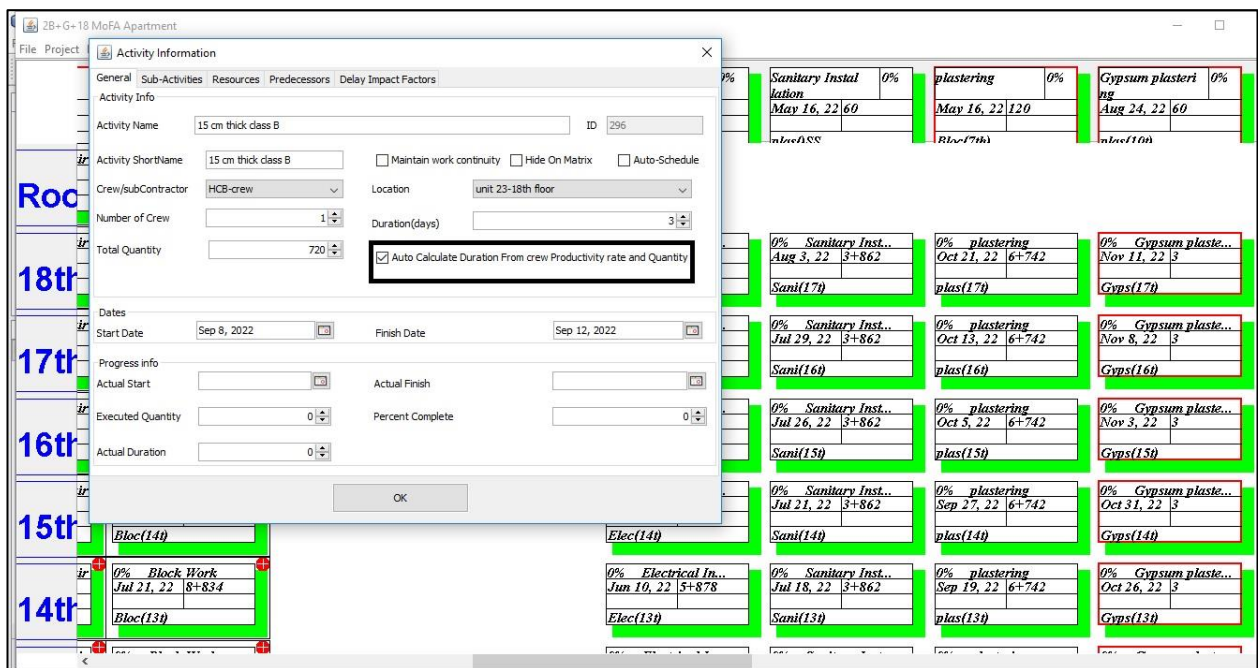 2B+G+18 MoFA Apartment
File Project
Activity Information
General Sub-Activities Resources Predecessors Delay Impact Factors
Activity Info
Activity Name 15 cm thick class B ID 296
Activity ShortName 15 cm thick class B Maintain work continuity Hide On Matrix Auto-Schedule
Crew/subContractor HCB-crew Location unit 23-18th floor
Number of Crew 1 Duration(days) 3
Total Quantity 720 Auto Calculate Duration From crew Productivity rate and Quantity
Dates
Start Date Sep 8, 2022 Finish Date Sep 12, 2022
Progress info
Actual Start Actual Finish
Executed Quantity 0 Percent Complete 0
Actual Duration 0
OK
Sanitary Instal 0% plastering 0% Gypsum plasteri 0%
lation ng
May 16, 22 60 May 16, 22 120 Aug 24, 22 60
plas()SS Bloc(7th) plas(10t)
18th
0% Sanitary Inst... 0% plastering 0% Gypsum plaste...
Aug 3, 22 3+862 Oct 21, 22 6+742 Nov 11, 22 3
Sani(17t) plas(17t) Gyps(17t)
17th
0% Sanitary Inst... 0% plastering 0% Gypsum plaste...
Jul 29, 22 3+862 Oct 13, 22 6+742 Nov 8, 22 3
Sani(16t) plas(16t) Gyps(16t)
16th
0% Sanitary Inst... 0% plastering 0% Gypsum plaste...
Jul 26, 22 3+862 Oct 5, 22 6+742 Nov 3, 22 3
Sani(15t) plas(15t) Gyps(15t)
15th
0% Sanitary Inst... 0% plastering 0% Gypsum plaste...
Jul 21, 22 3+862 Sep 27, 22 6+742 Oct 31, 22 3
Bloc(14t) Elec(14t) Sani(14t) plas(14t) Gyps(14t)
14th
0% Block Work 0% Electrical In... 0% Sanitary Inst... 0% plastering 0% Gypsum plaste...
Jul 21, 22 8+834 Jun 10, 22 5+878 Jul 18, 22 3+862 Sep 19, 22 6+742 Oct 26, 22 3
Bloc(13t) Elec(13t) Sani(13t) plas(13t) Gyps(13t)